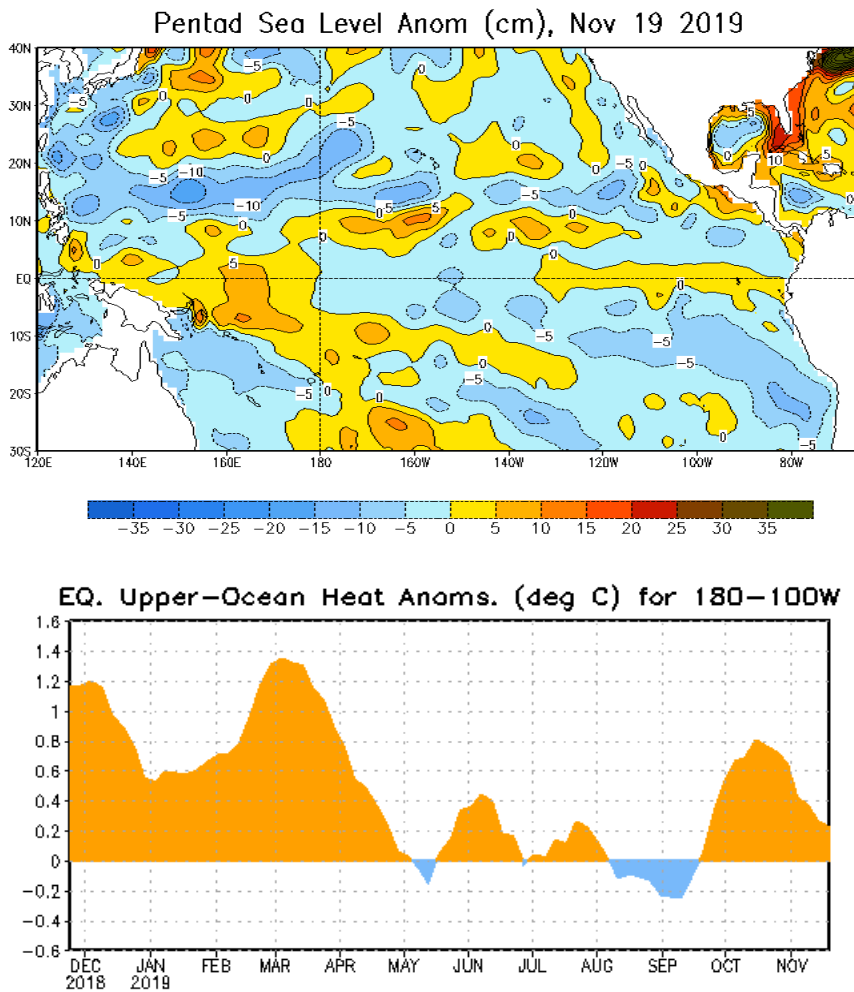 Pentad Sea Level Anom (cm), Nov 19 2019
40N
30N
20N
10N
EQ
10S
20S
30S
120E 140E 160E 180 160W 140W 120W 100W 80W
-35 -30 -25 -20 -15 -10 -5 0 5 10 15 20 25 30 35
EQ. Upper-Ocean Heat Anoms. (deg C) for 180-100W
1.6
1.4
1.2
1
0.8
0.6
0.4
0.2
0
-0.2
-0.4
-0.6
DEC JAN FEB MAR APR MAY JUN JUL AUG SEP OCT NOV
2018 2019